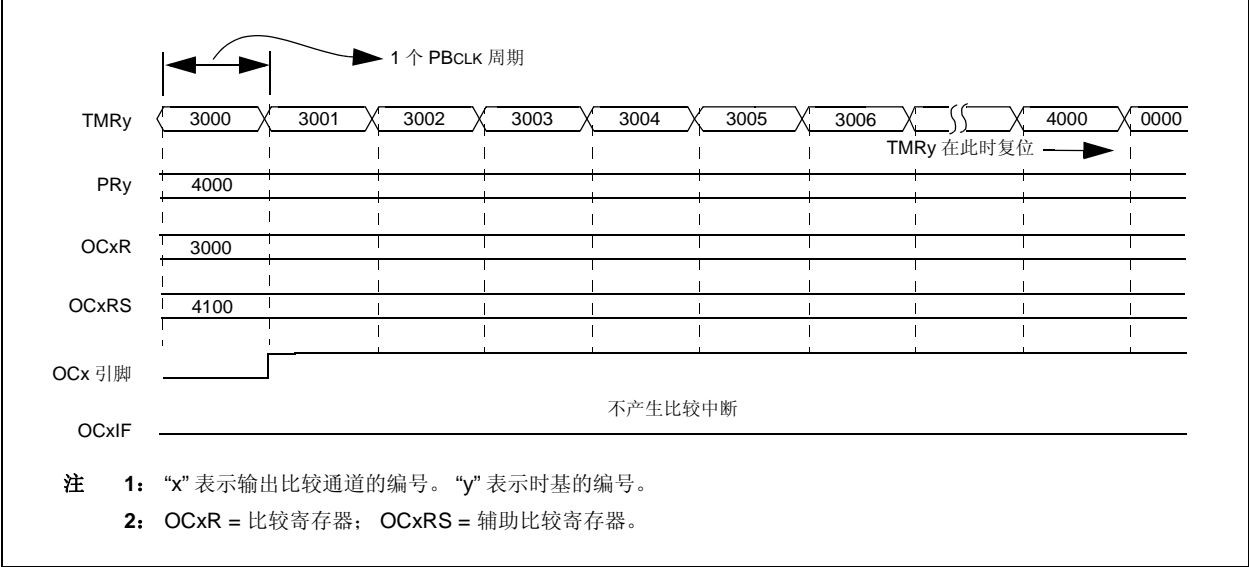 1 个 PBCLK 周期
TMRy 3000 3001 3002 3003 3004 3005 3006 4000 0000
TMRy 在此时复位
PRy 4000
OCxR 3000
OCxRS 4100
OCx 引脚
不产生比较中断
OCxIF
注 1： “x” 表示输出比较通道的编号。 “y” 表示时基的编号。
2： OCxR = 比较寄存器； OCxRS = 辅助比较寄存器。